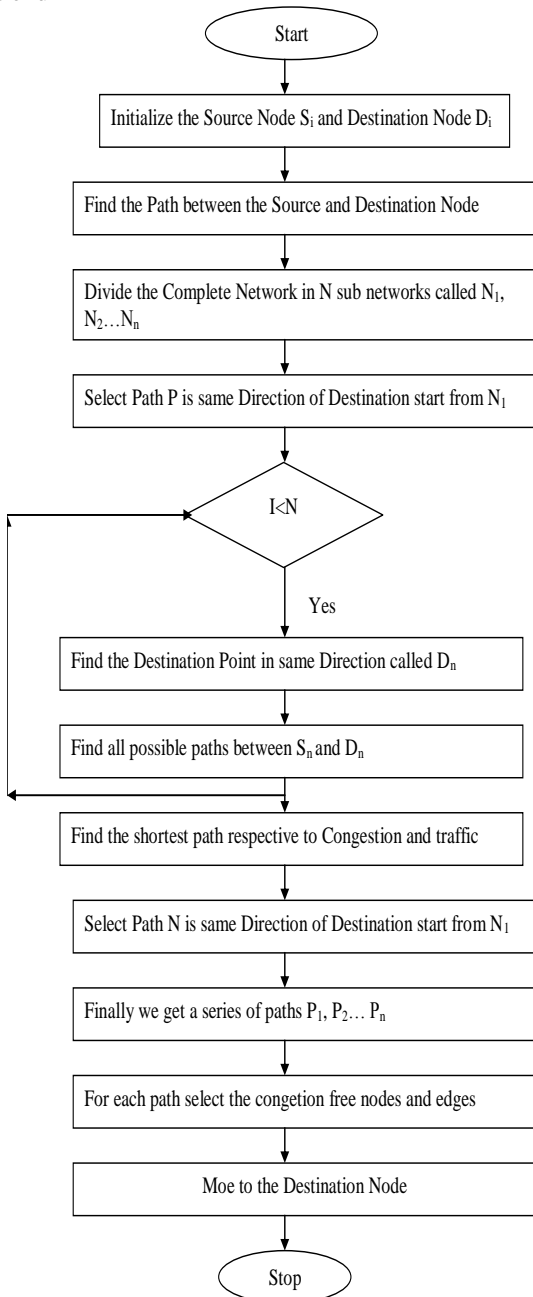 Start
Initialize the Source Node Sᵢ and Destination Node Dᵢ
Find the Path between the Source and Destination Node
Divide the Complete Network in N sub networks called N₁,
N₂…Nₙ
Select Path P is same Direction of Destination start from N₁
I<N
Yes
Find the Destination Point in same Direction called Dₙ
Find all possible paths between Sₙ and Dₙ
Find the shortest path respective to Congestion and traffic
Select Path N is same Direction of Destination start from N₁
Finally we get a series of paths P₁, P₂… Pₙ
For each path select the congetion free nodes and edges
Moe to the Destination Node
Stop